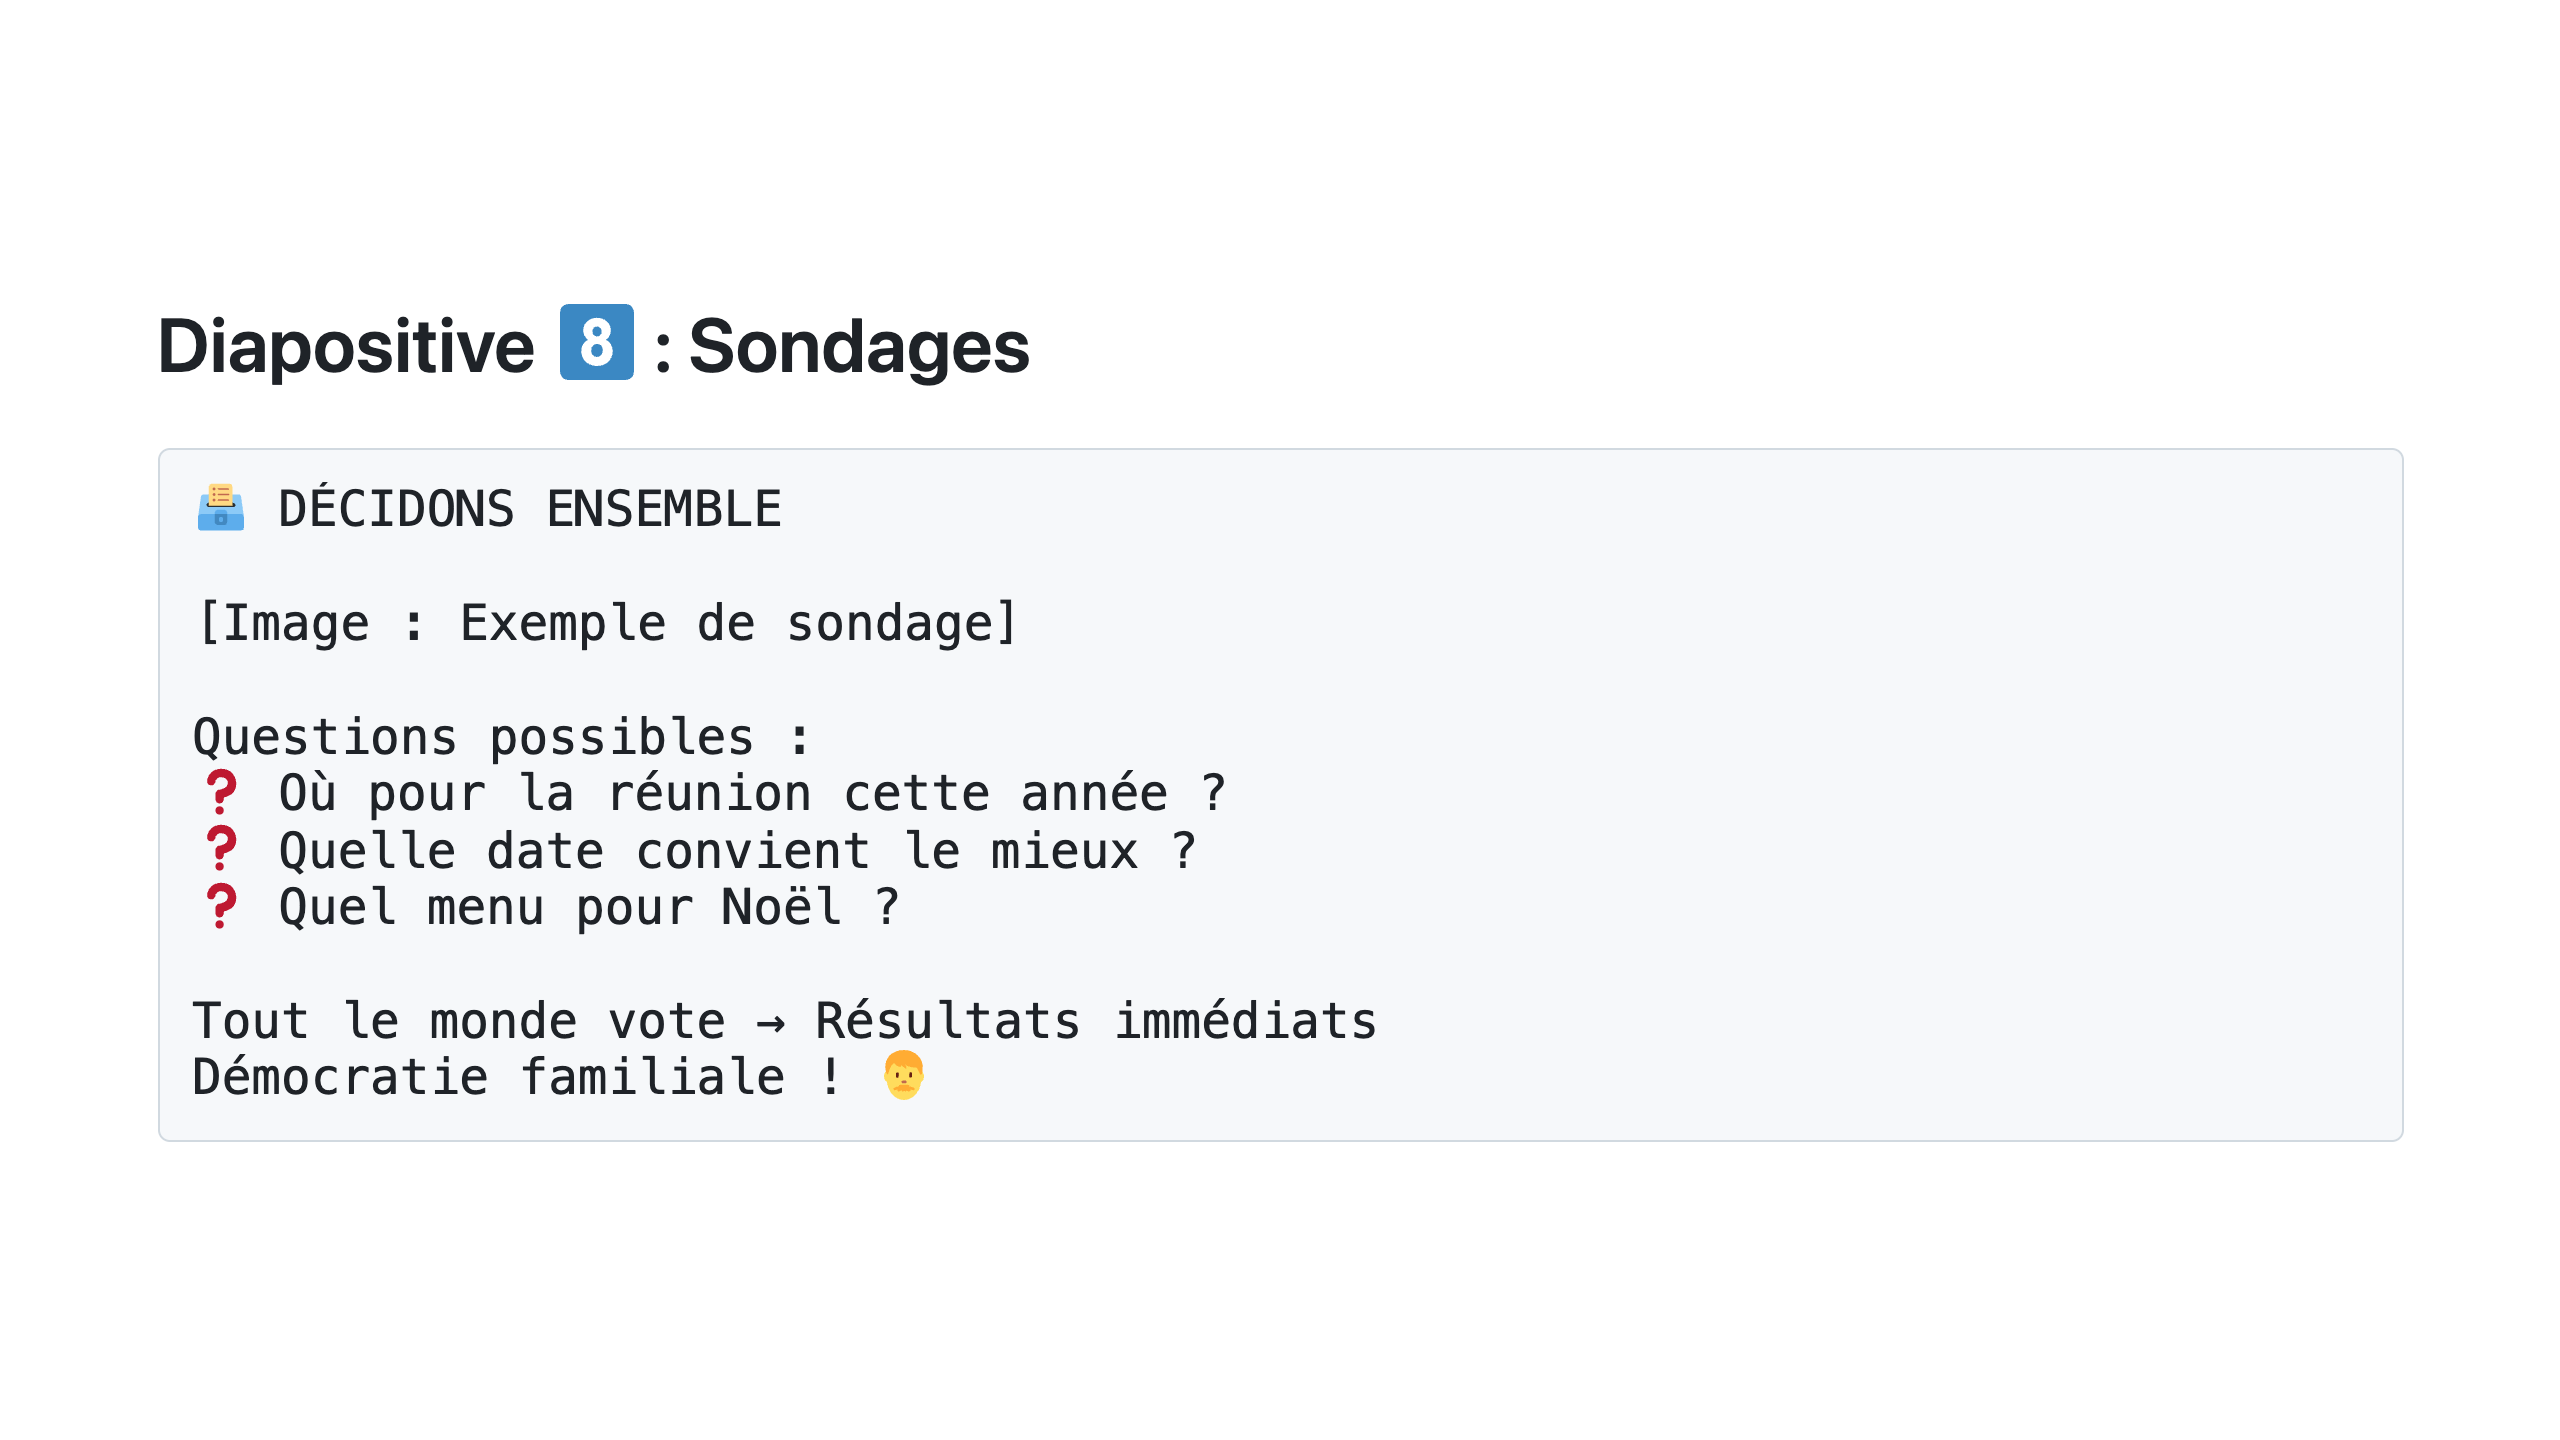 Diapositive 8️⃣ : Sondages
🗳️ DÉCIDONS ENSEMBLE
[Image : Exemple de sondage]
Questions possibles :
❓ Où pour la réunion cette année ?
❓ Quelle date convient le mieux ?
❓ Quel menu pour Noël ?
Tout le monde vote → Résultats immédiats
Démocratie familiale ! 👨